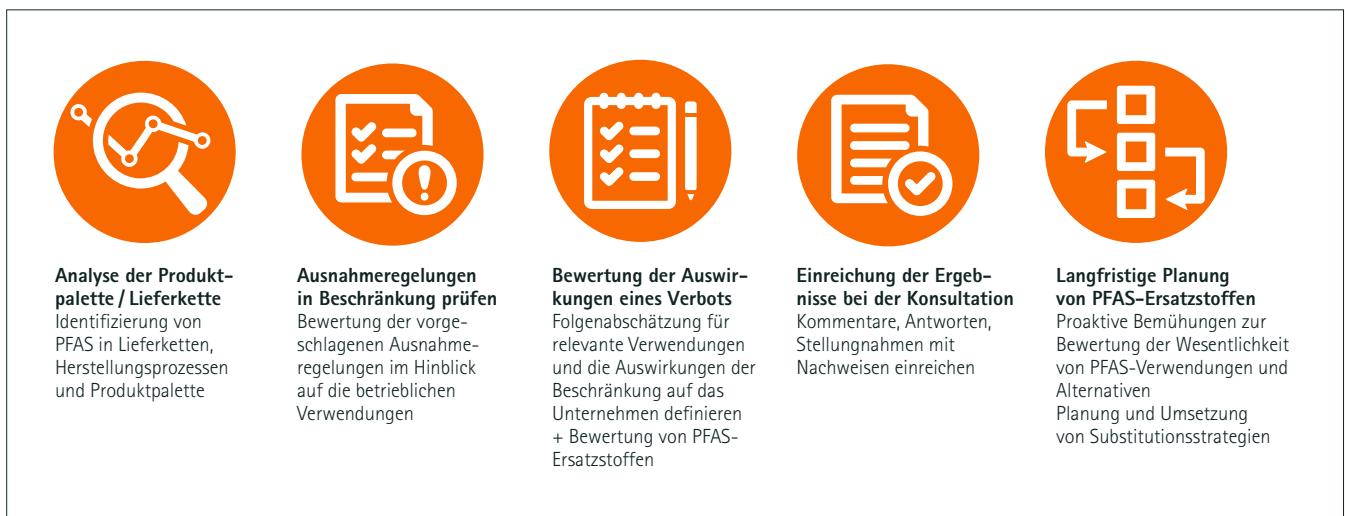 Analyse der Produkt-
palette / Lieferkette
Identifizierung von
PFAS in Lieferketten,
Herstellungsprozessen
und Produktpalette
Ausnahmeregelungen
in Beschränkung prüfen
Bewertung der vorge-
schlagenen Ausnahme-
regelungen im Hinblick
auf die betrieblichen
Verwendungen
Bewertung der Auswir-
kungen eines Verbots
Folgenabschätzung für
relevante Verwendungen
und die Auswirkungen der
Beschränkung auf das
Unternehmen definieren
+ Bewertung von PFAS-
Ersatzstoffen
Einreichung der Ergeb-
nisse bei der Konsultation
Kommentare, Antworten,
Stellungnahmen mit
Nachweisen einreichen
Langfristige Planung
von PFAS-Ersatzstoffen
Proaktive Bemühungen zur
Bewertung der Wesentlichkeit
von PFAS-Verwendungen und
Alternativen
Planung und Umsetzung
von Substitutionsstrategien